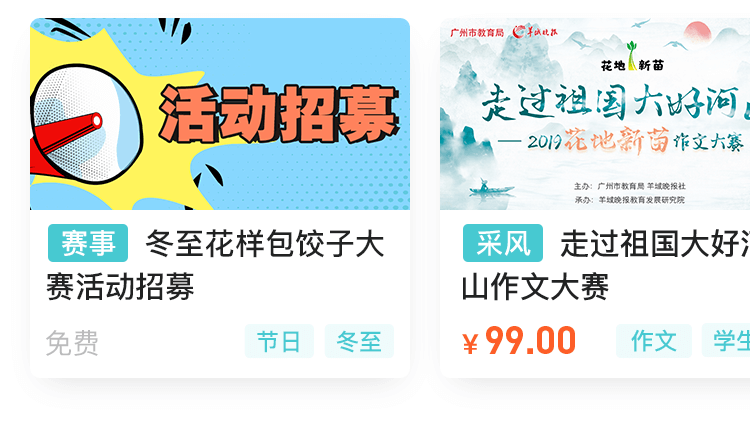 活动招募
赛事 冬至花样包饺子大
赛活动招募
免费 节日 冬至
广州市教育局 羊城晚报
花地 新苗
走过祖国大好河山
2019花地新苗作文大赛
主办：广州市教育局 羊城晚报社
承办：羊城晚报教育发展研究院
采风 走过祖国大好河
山作文大赛
¥ 99.00 作文 学生